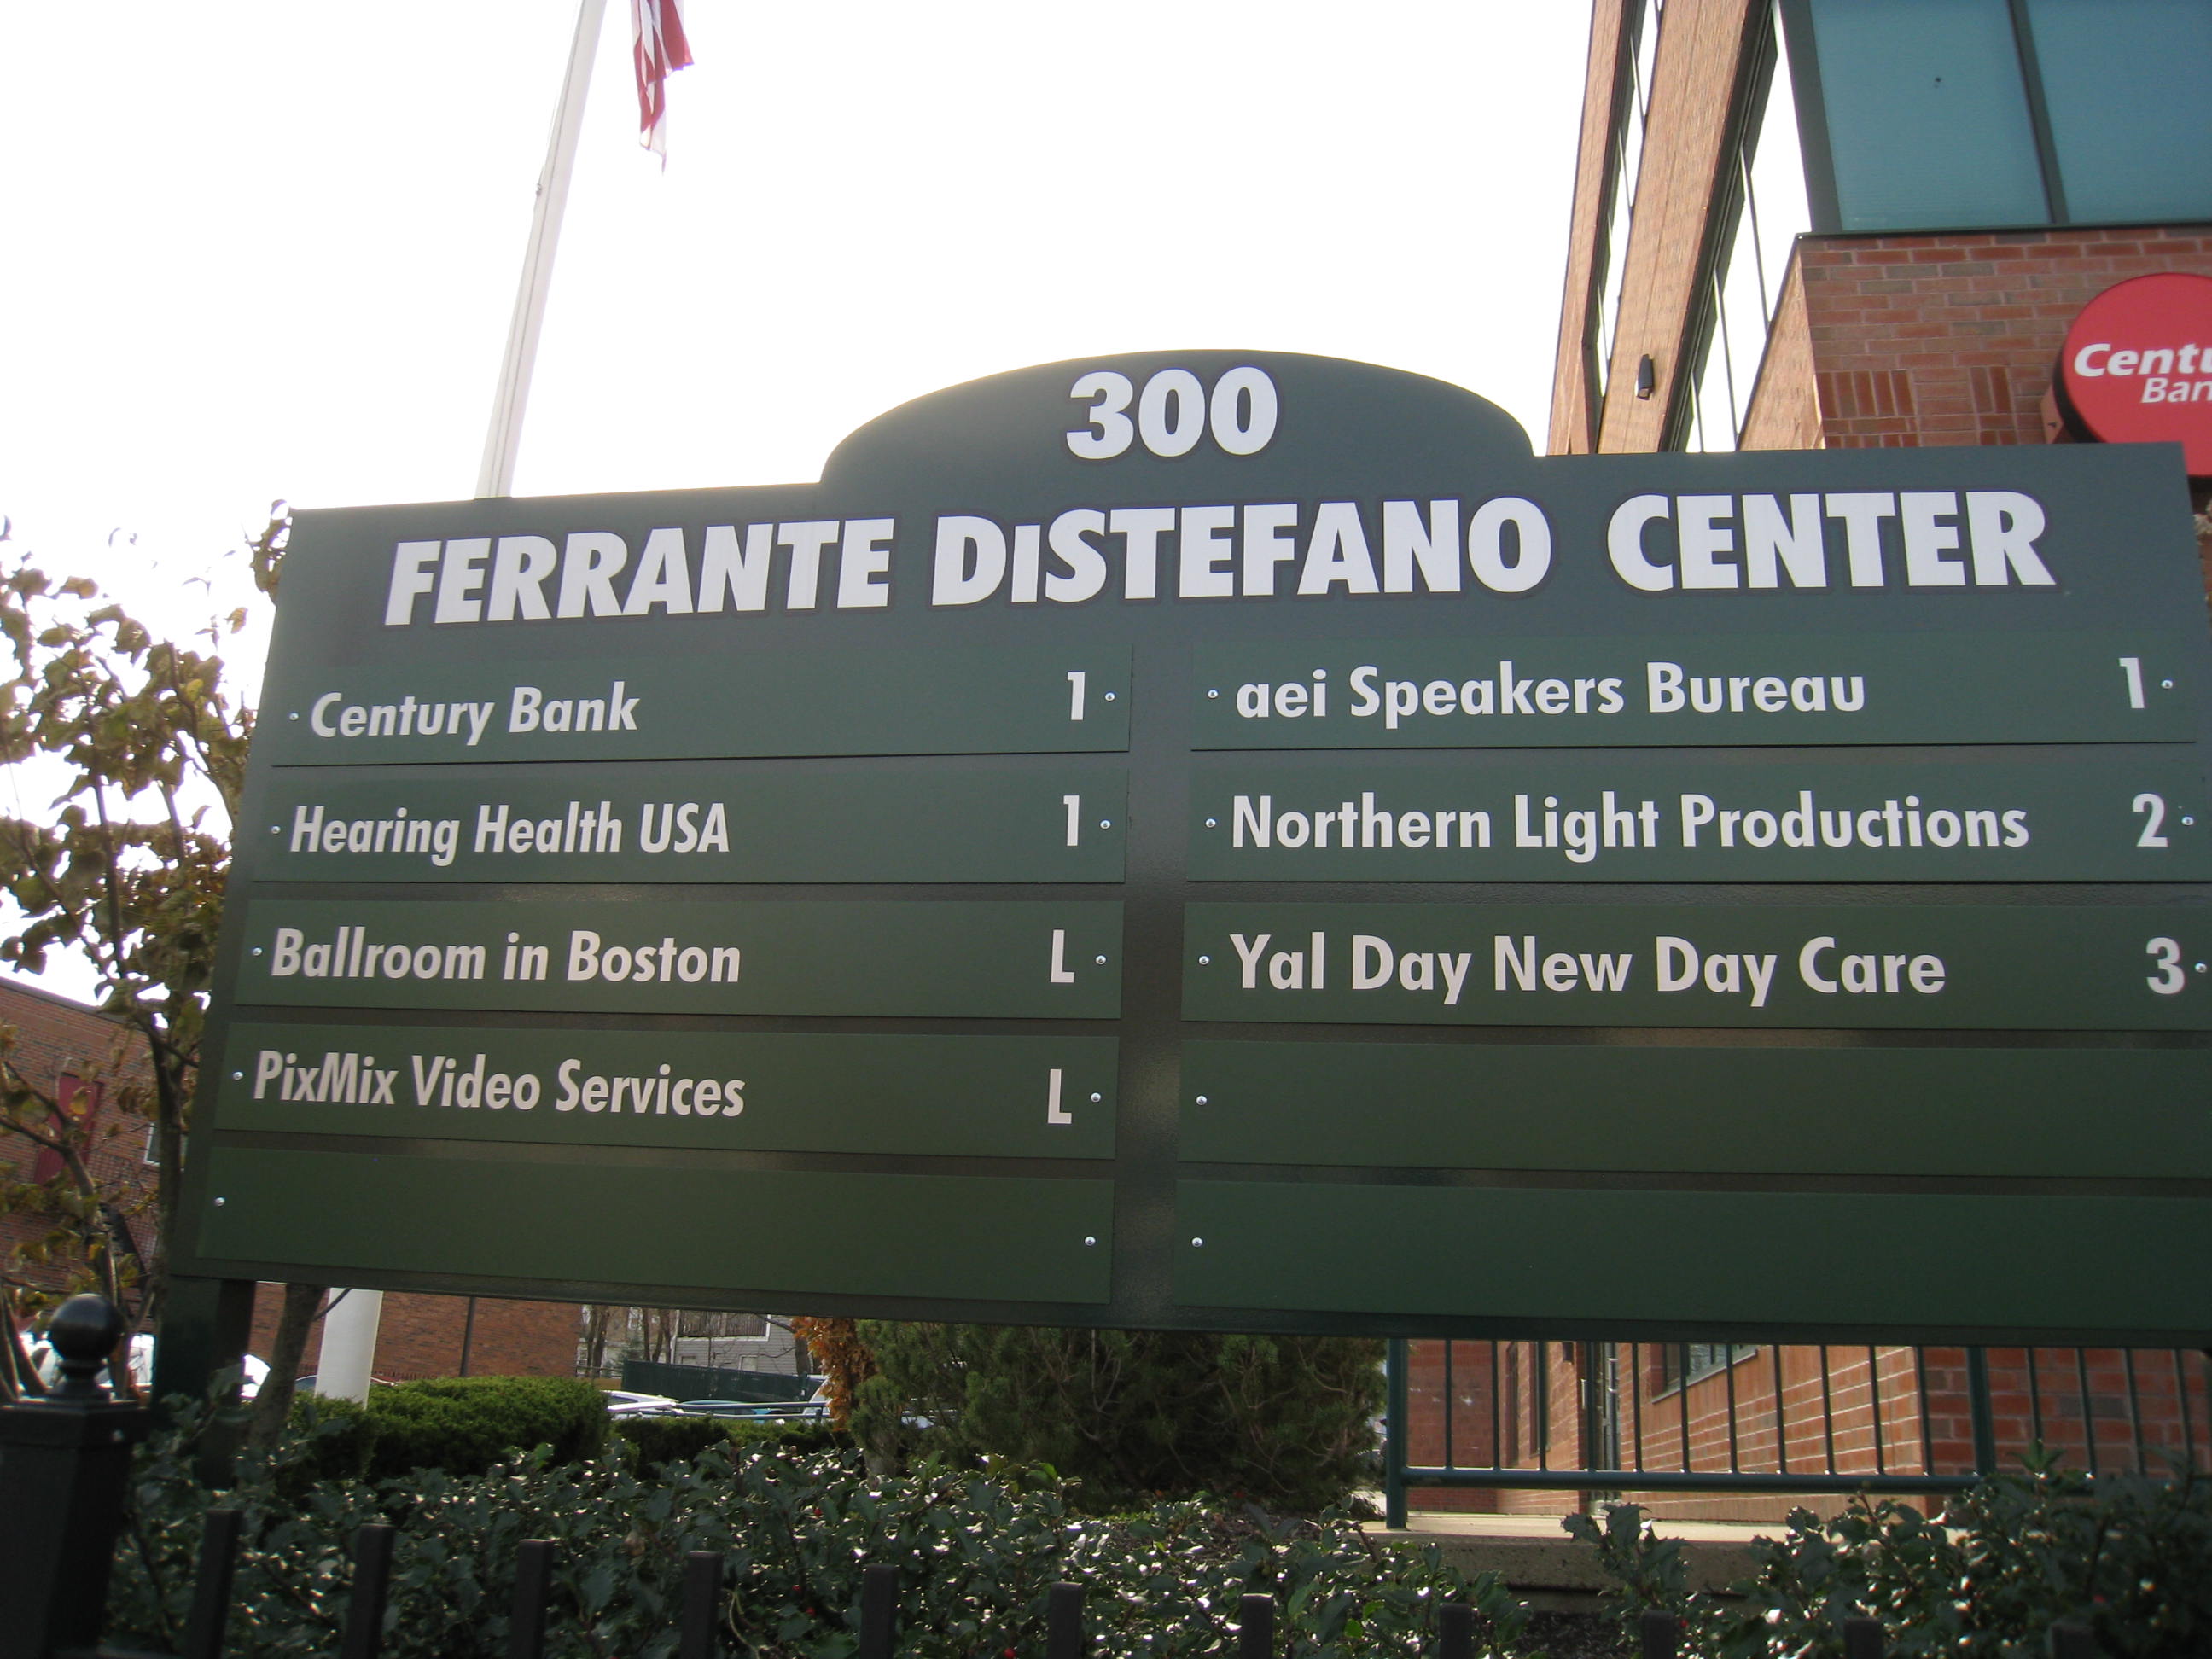 300
FERRANTE DiSTEFANO CENTER
Century Bank 1
Hearing Health USA 1
Ballroom in Boston L
PixMix Video Services L
aei Speakers Bureau 1
Northern Light Productions 2
Yal Day New Day Care 3